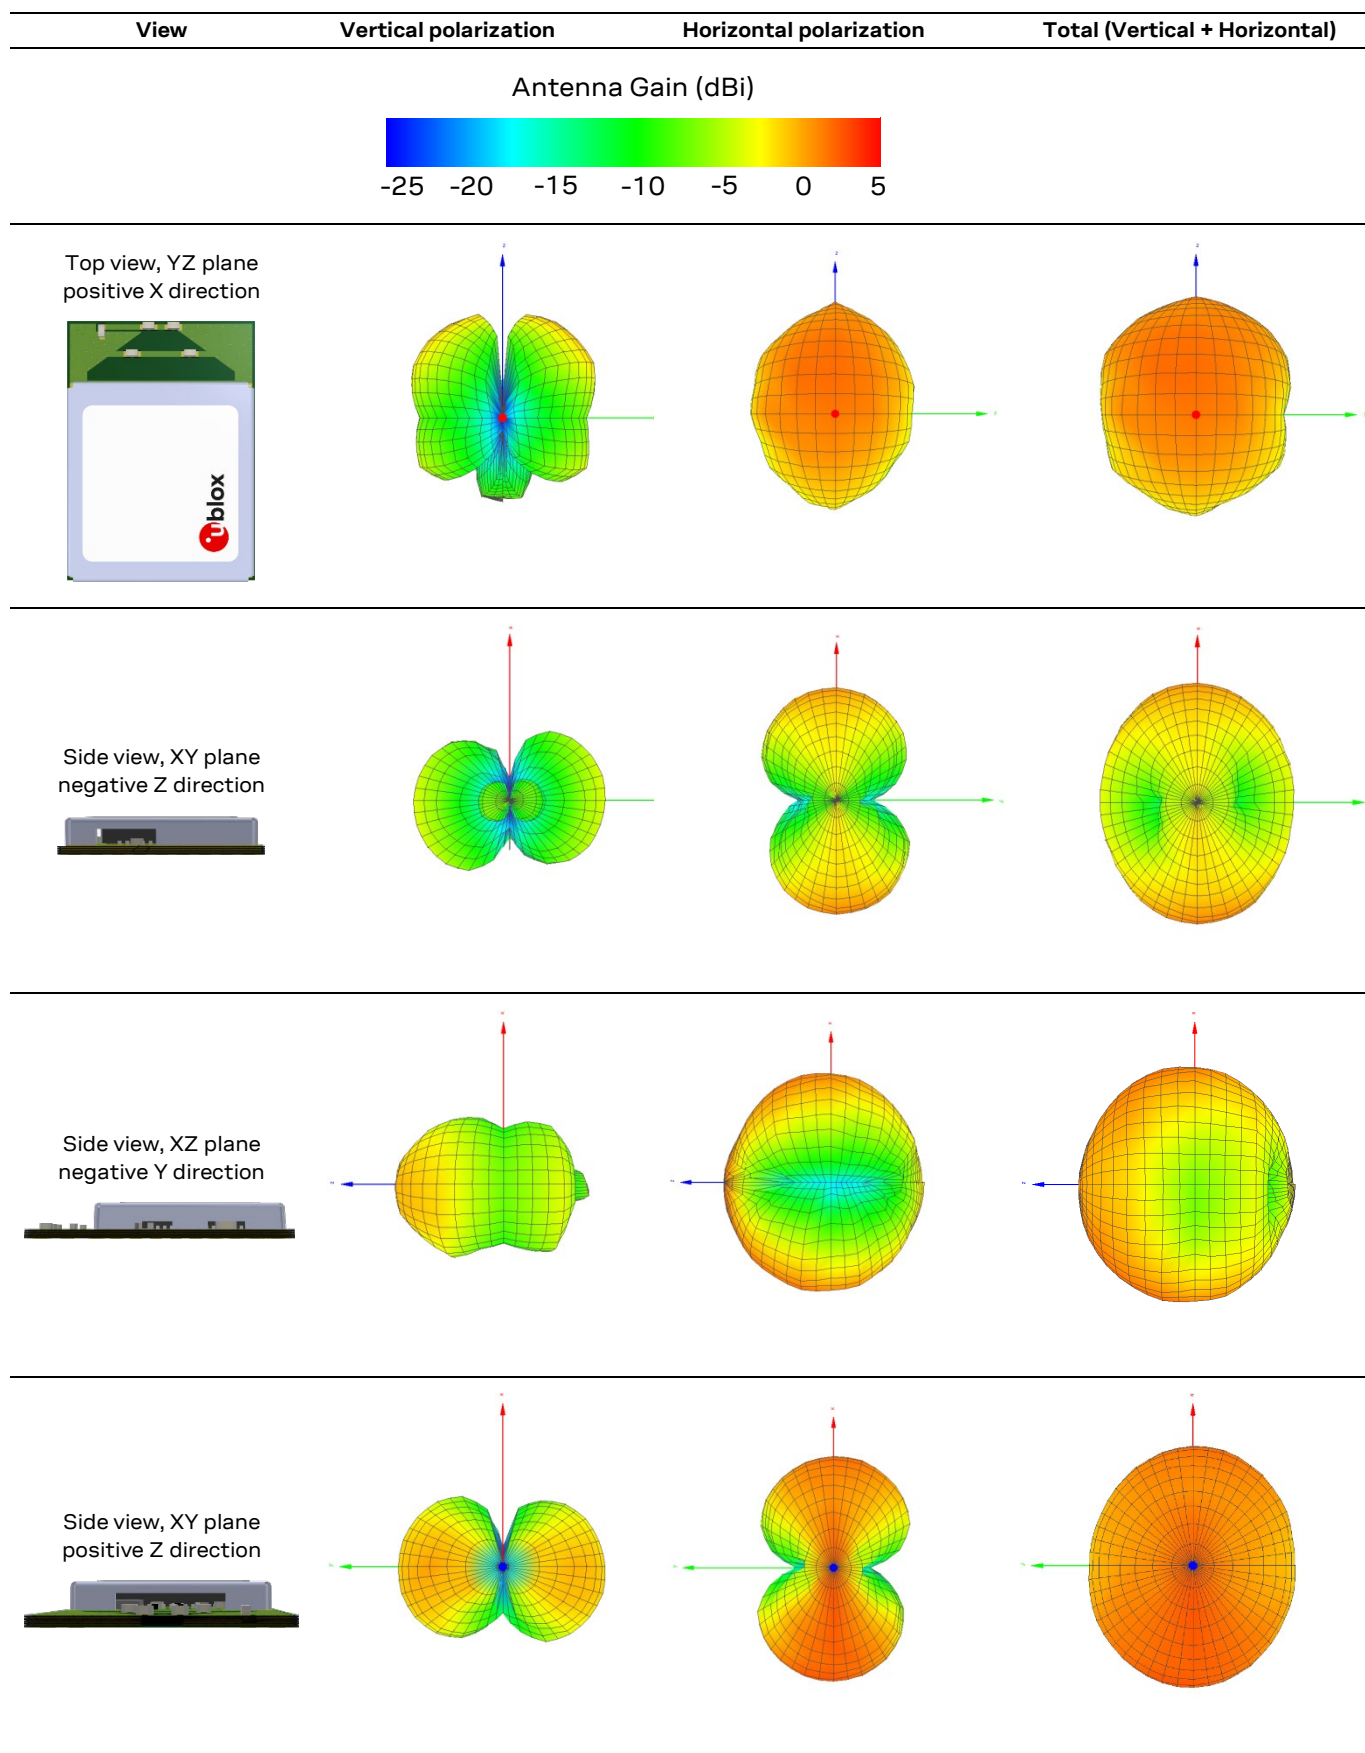 View Vertical polarization Horizontal polarization Total (Vertical + Horizontal)
Antenna Gain (dBi)
-25 -20 -15 -10 -5 0 5
Top view, YZ plane
positive X direction
ublox
Side view, XY plane
negative Z direction
Side view, XZ plane
negative Y direction
Side view, XY plane
positive Z direction